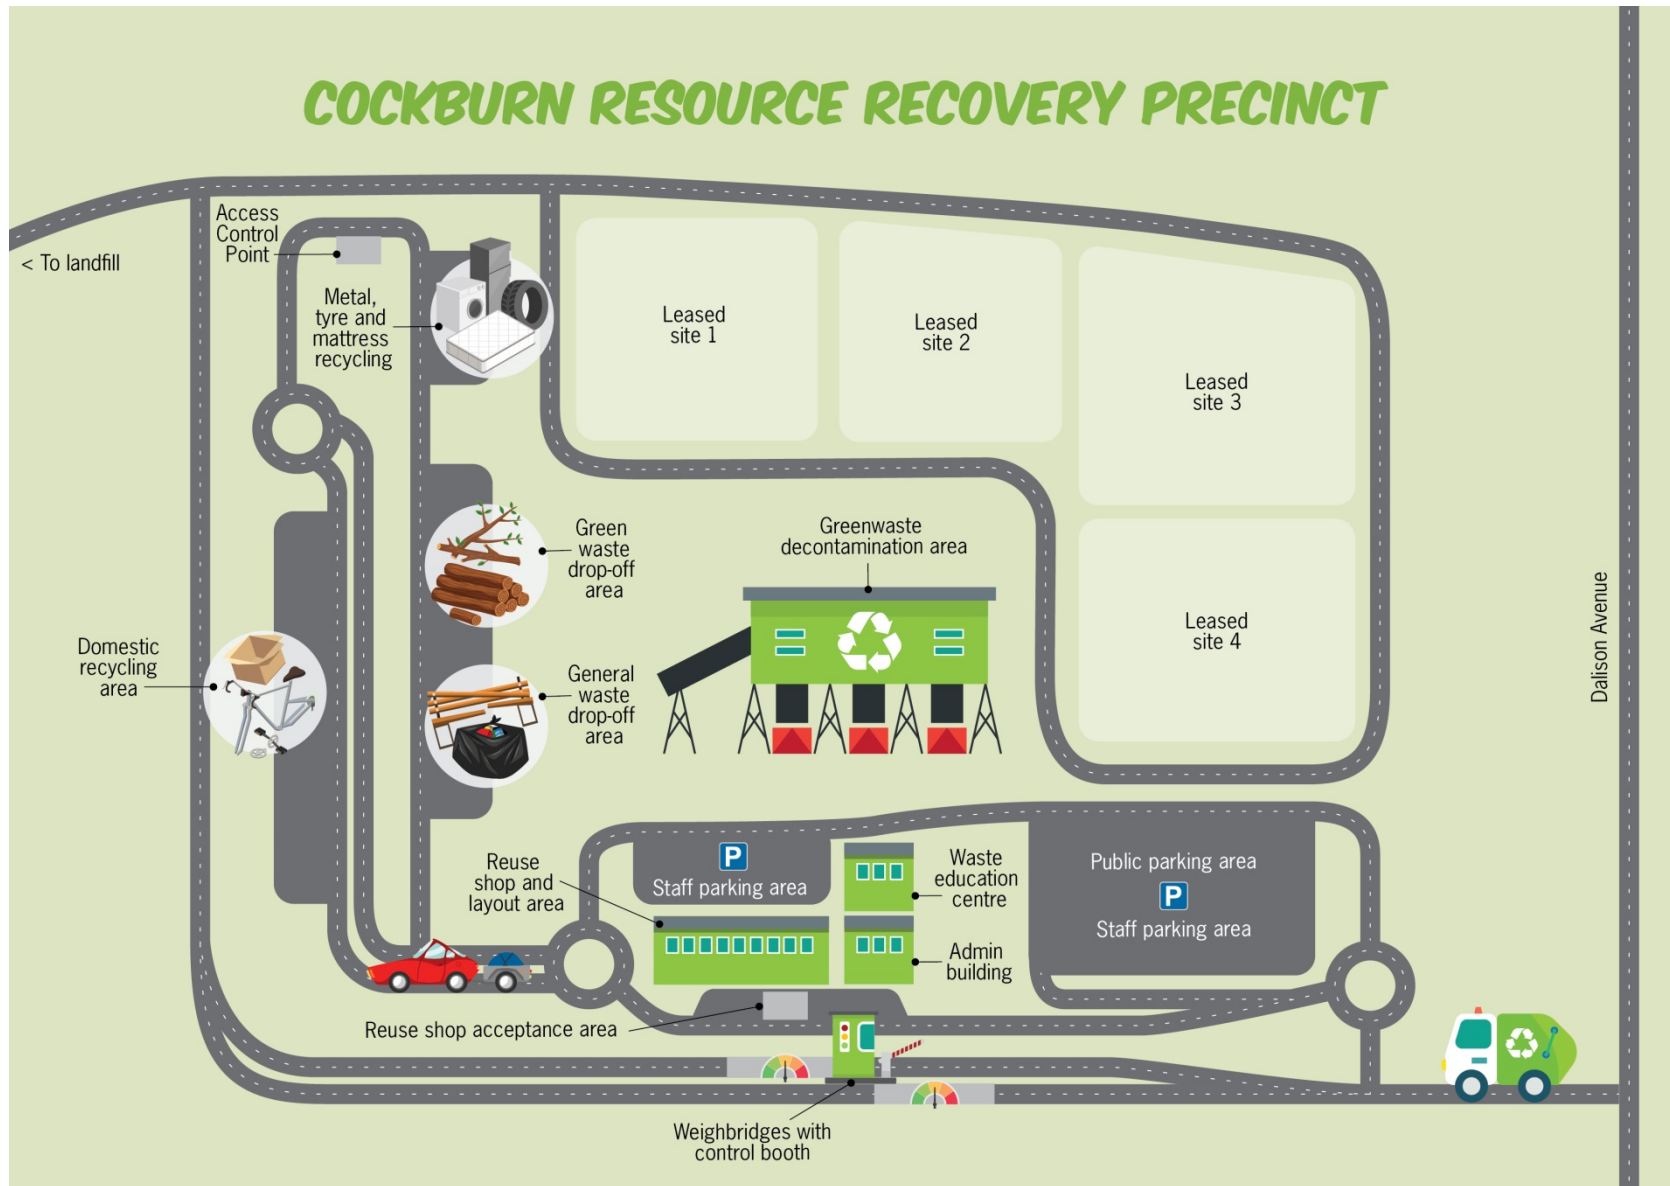 COCKBURN RESOURCE RECOVERY PRECINCT
Access
Control
Point
< To landfill
Metal,
tyre and
mattress
recycling
Leased
site 1
Leased
site 2
Leased
site 3
Leased
site 4
Green
waste
drop-off
area
Greenwaste
decontamination area
Dalison Avenue
Domestic
recycling
area
General
waste
drop-off
area
Reuse
shop and
layout area
P
Staff parking area
Waste
education
centre
Public parking area
P
Staff parking area
Admin
building
Reuse shop acceptance area
Weighbridges with
control booth